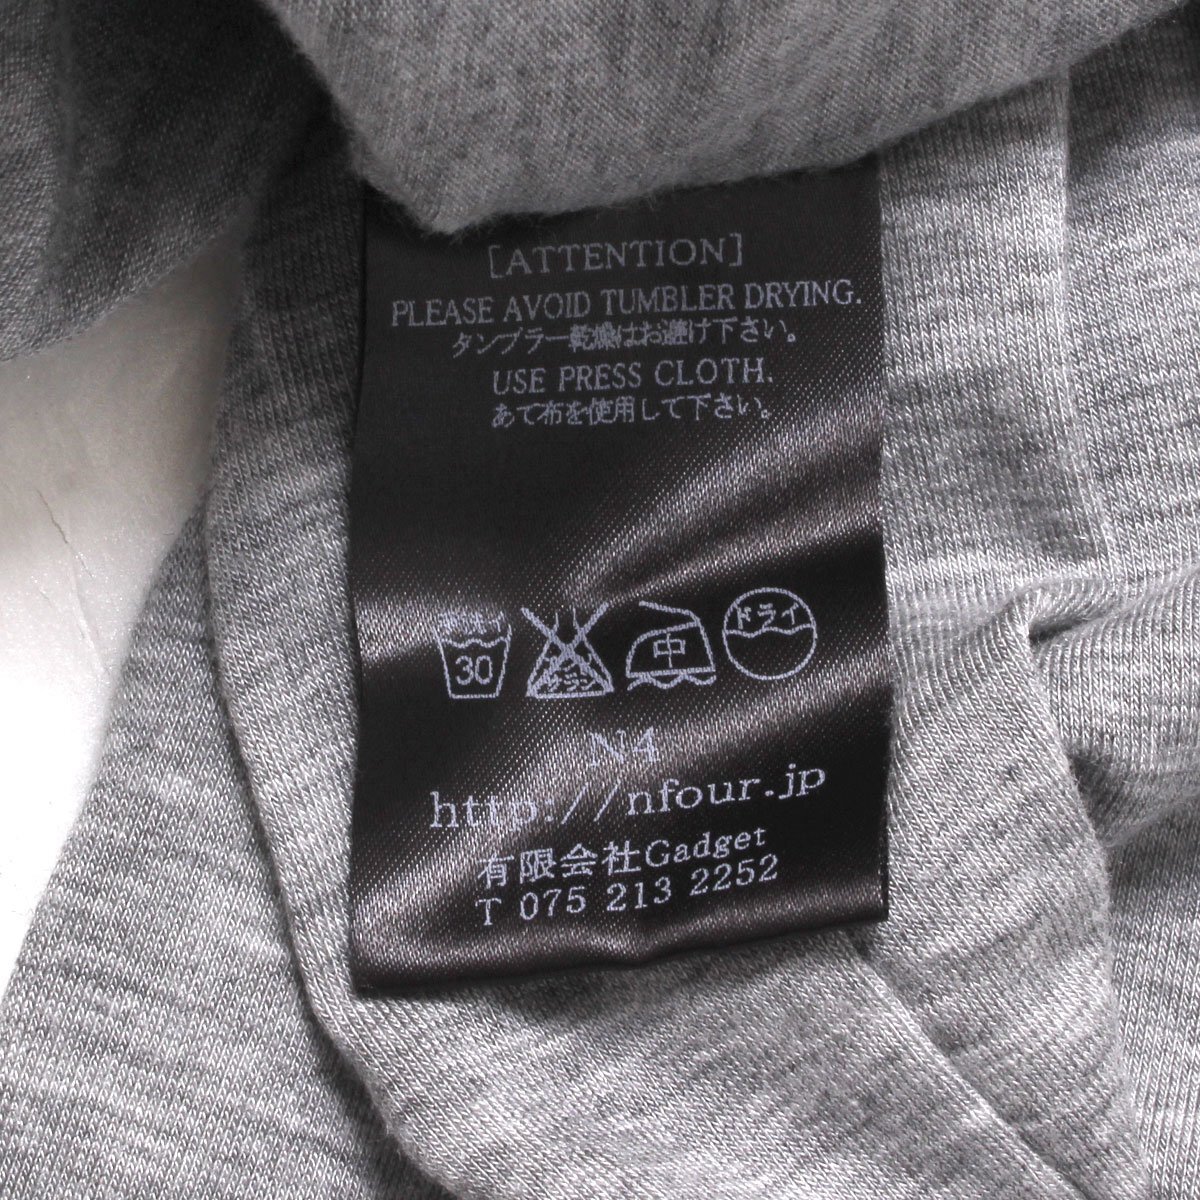 [ATTENTION]
PLEASE AVOID TUMBLER DRYING.
タンブラー乾燥はお避け下さい。
USE PRESS CLOTH.
あて布を使用して下さい。
30 中 ドライ
N4
http://nfour.jp
有限会社Gadget
T 075 213 2252